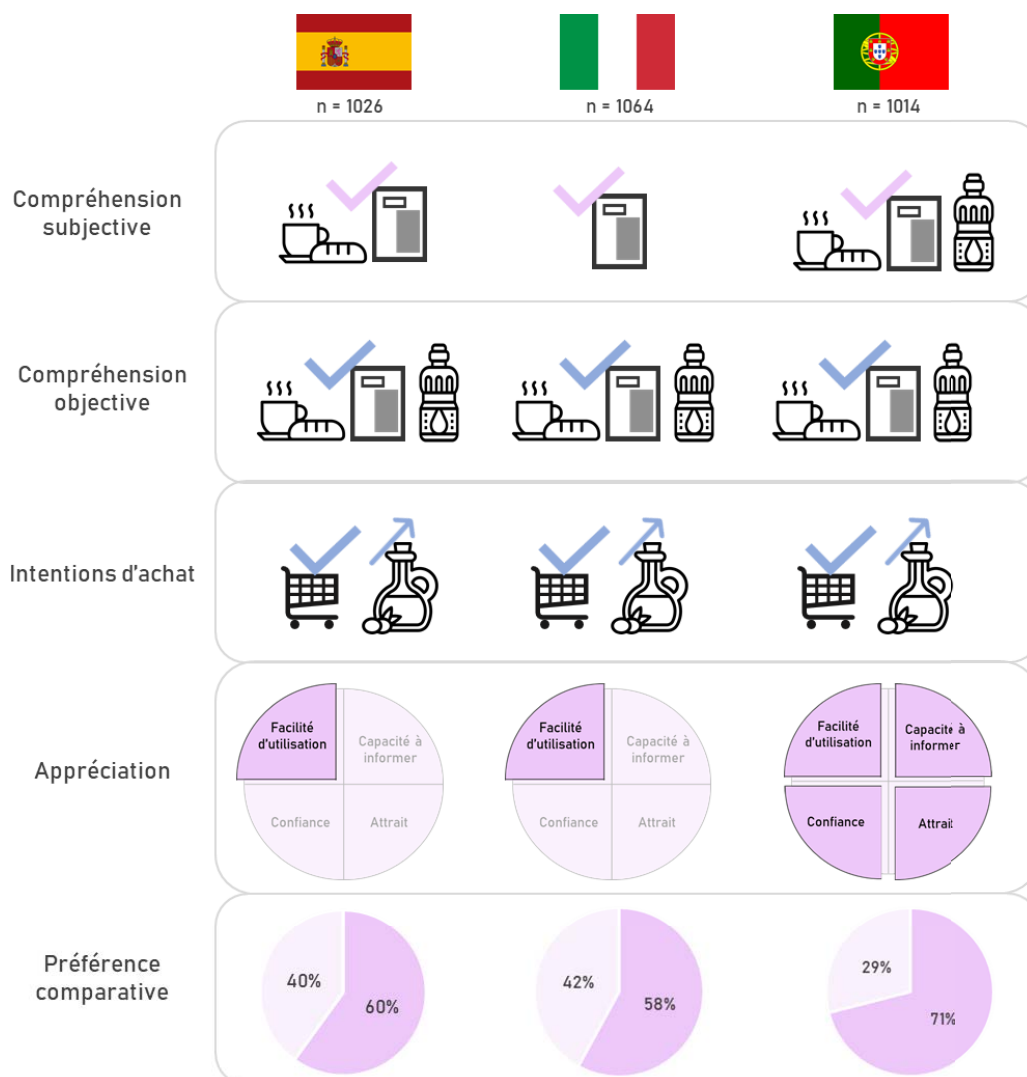 n = 1026
n = 1064
n = 1014
Compréhension
subjective
Compréhension
objective
Intentions d'achat
Appréciation
Facilité
d'utilisation
Capacité à
informer
Confiance
Attrait
Facilité
d'utilisation
Capacité à
informer
Confiance
Attrait
Facilité
d'utilisation
Capacité à
informer
Confiance
Attrait
Préférence
comparative
40%
60%
42%
58%
29%
71%